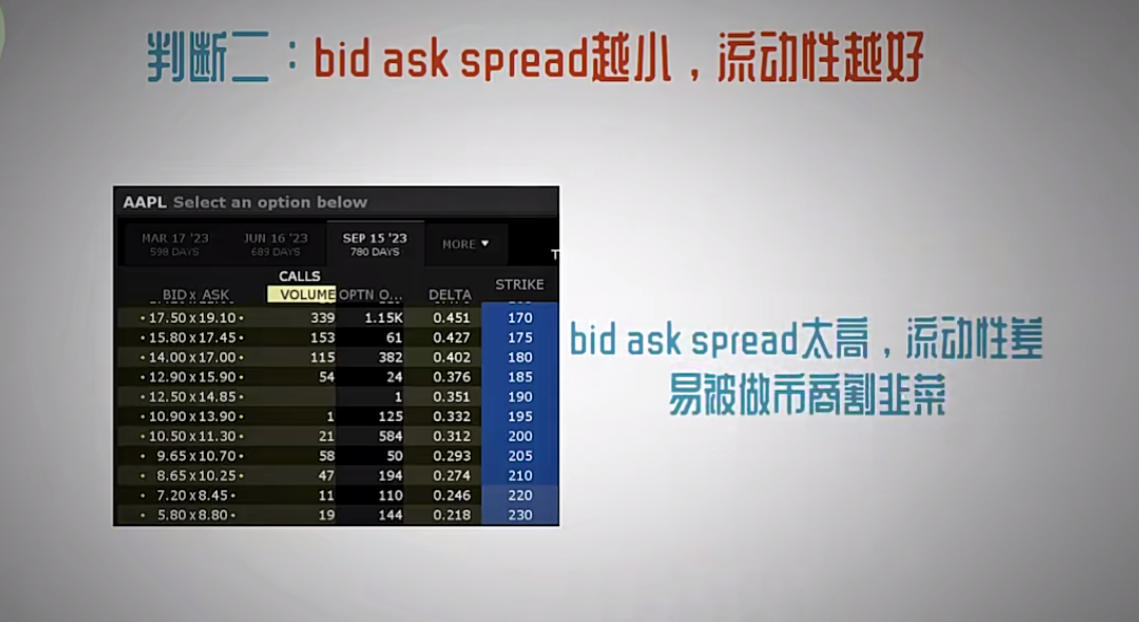 判断二：bid ask spread越小，流动性越好
AAPL Select an option below
MAR 17 '23 JUN 16 '23 SEP 15 '23 MORE ▼
598 DAYS 689 DAYS 780 DAYS
T
CALLS
STRIKE
BID x ASK VOLUME OPTN O... DELTA
17.50 x 19.10 339 1.15K 0.451 170
15.80 x 17.45 153 61 0.427 175
14.00 x 17.00 115 382 0.402 180
12.90 x 15.90 54 24 0.376 185
12.50 x 14.85 1 0.351 190
10.90 x 13.90 1 125 0.332 195
10.50 x 11.30 21 584 0.312 200
9.65 x 10.70 58 50 0.293 205
8.65 x 10.25 47 194 0.274 210
7.20 x 8.45 11 110 0.246 220
5.80 x 8.80 19 144 0.218 230
bid ask spread太高，流动性差
易被做市商割韭菜